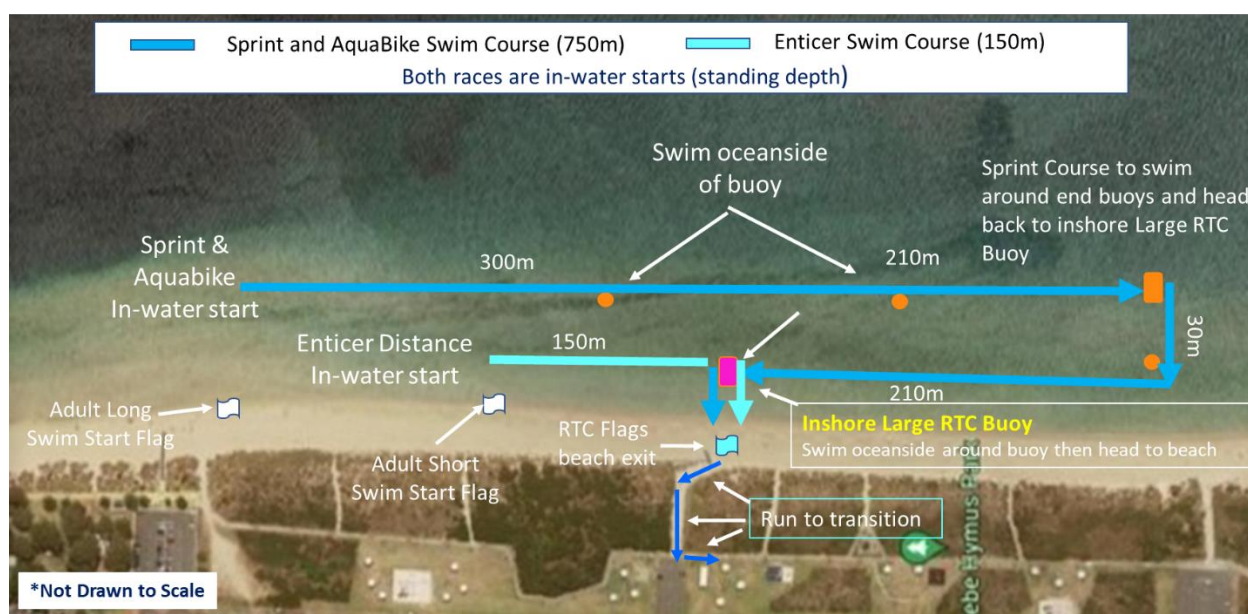 Sprint and AquaBike Swim Course (750m)
Enticer Swim Course (150m)
Both races are in-water starts (standing depth)
Swim oceanside
of buoy
Sprint Course to swim
around end buoys and head
back to inshore Large RTC
Buoy
Sprint &
Aquabike
In-water start
300m
210m
30m
Enticer Distance
In-water start
150m
210m
Adult Long
Swim Start Flag
Adult Short
Swim Start Flag
RTC Flags
beach exit
Inshore Large RTC Buoy
Swim oceanside around buoy then head to beach
Run to transition
ebe Hymus Park
*Not Drawn to Scale